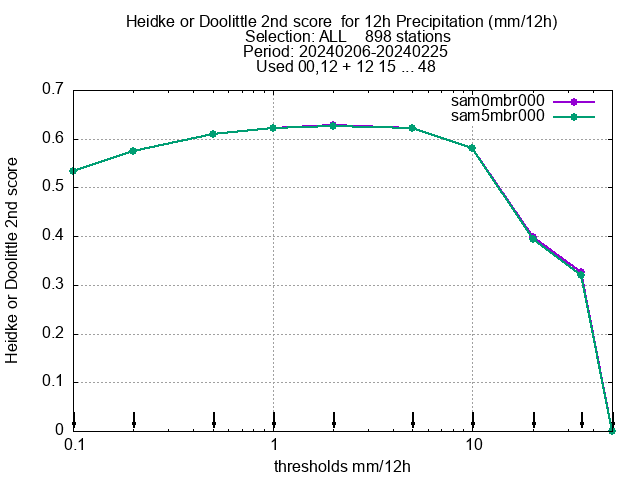 Heidke or Doolittle 2nd score  for 12h Precipitation (mm/12h)
Selection: ALL    898 stations
Period: 20240206-20240225
Used 00,12 + 12 15 ... 48
sam0mbr000
sam5mbr000
Heidke or Doolittle 2nd score
0.7
0.6
0.5
0.4
0.3
0.2
0.1
0
0.1 1 10
thresholds mm/12h